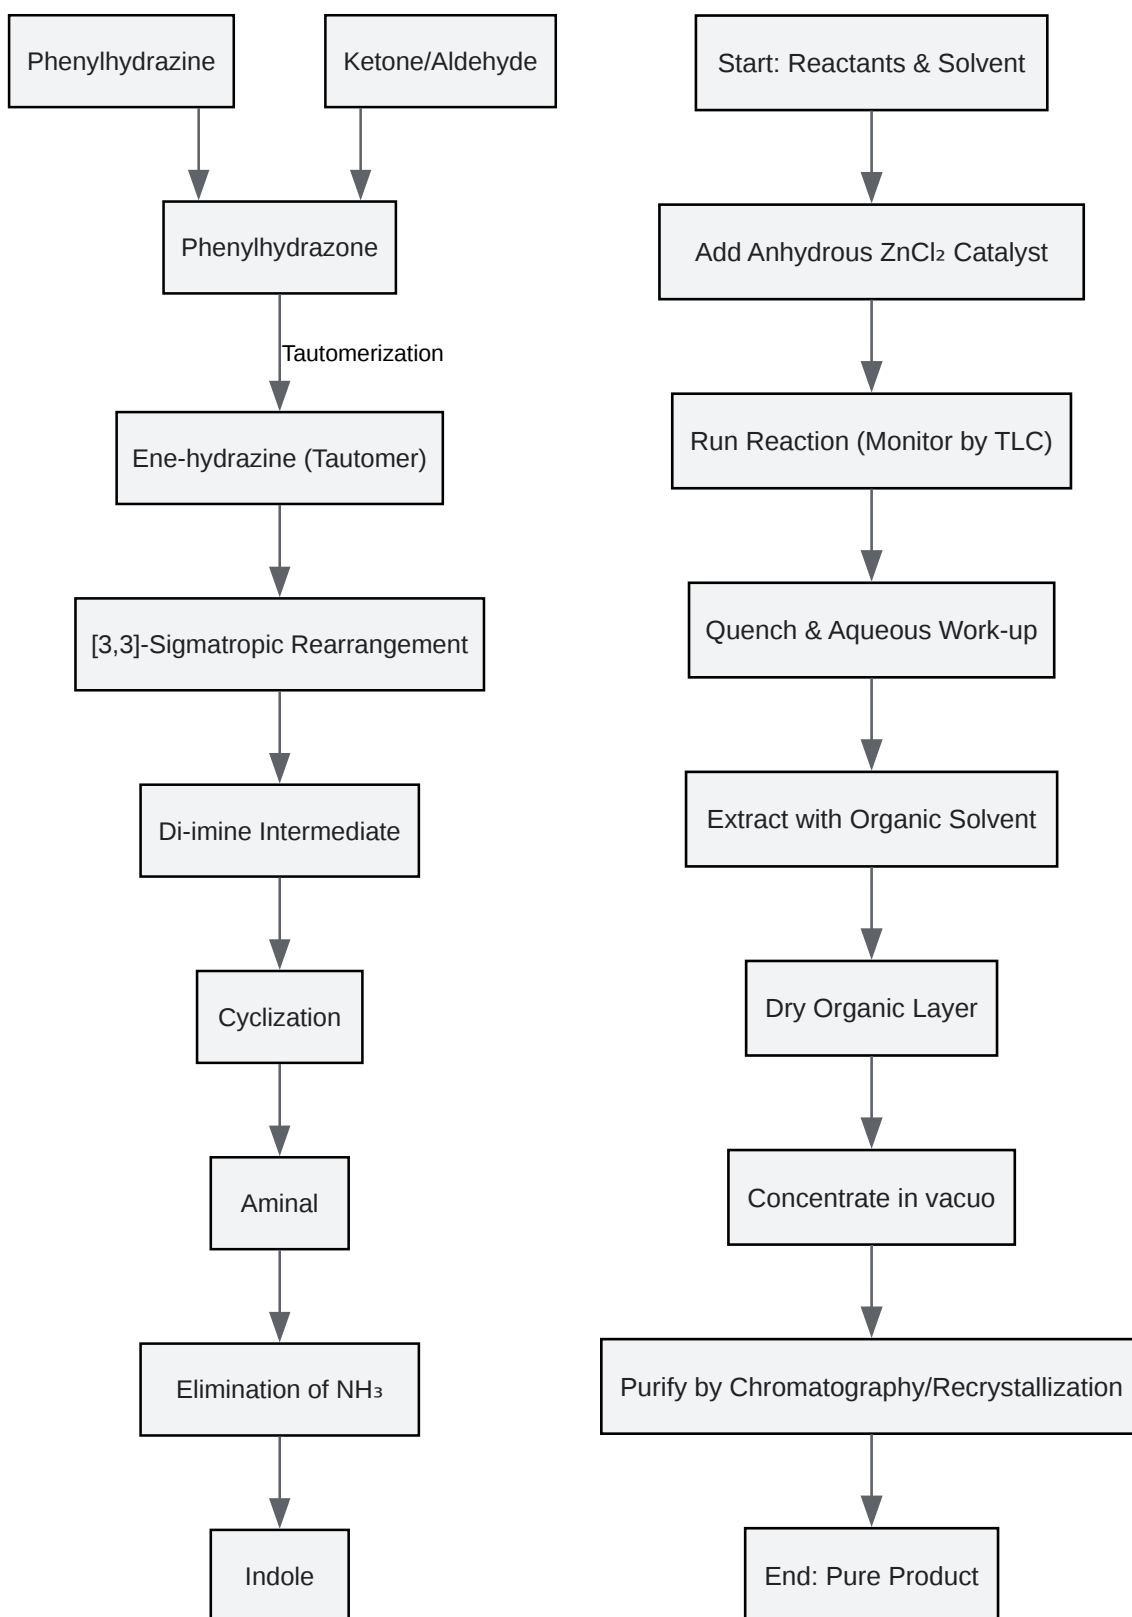 Phenylhydrazine
Ketone/Aldehyde
Phenylhydrazone
Tautomerization
Ene-hydrazine (Tautomer)
[3,3]-Sigmatropic Rearrangement
Di-imine Intermediate
Cyclization
Aminal
Elimination of NH₃
Indole
Start: Reactants & Solvent
Add Anhydrous ZnCl₂ Catalyst
Run Reaction (Monitor by TLC)
Quench & Aqueous Work-up
Extract with Organic Solvent
Dry Organic Layer
Concentrate in vacuo
Purify by Chromatography/Recrystallization
End: Pure Product